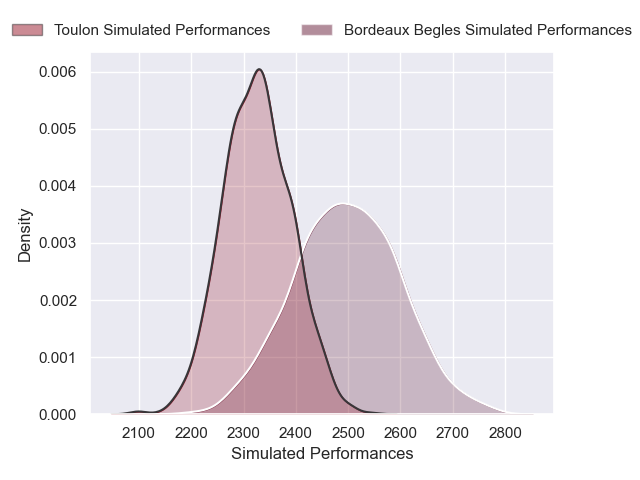 Toulon Simulated Performances Bordeaux Begles Simulated Performances
0.006
0.005
0.004
0.003
0.002
0.001
0.000
Density
2100 2200 2300 2400 2500 2600 2700 2800
Simulated Performances